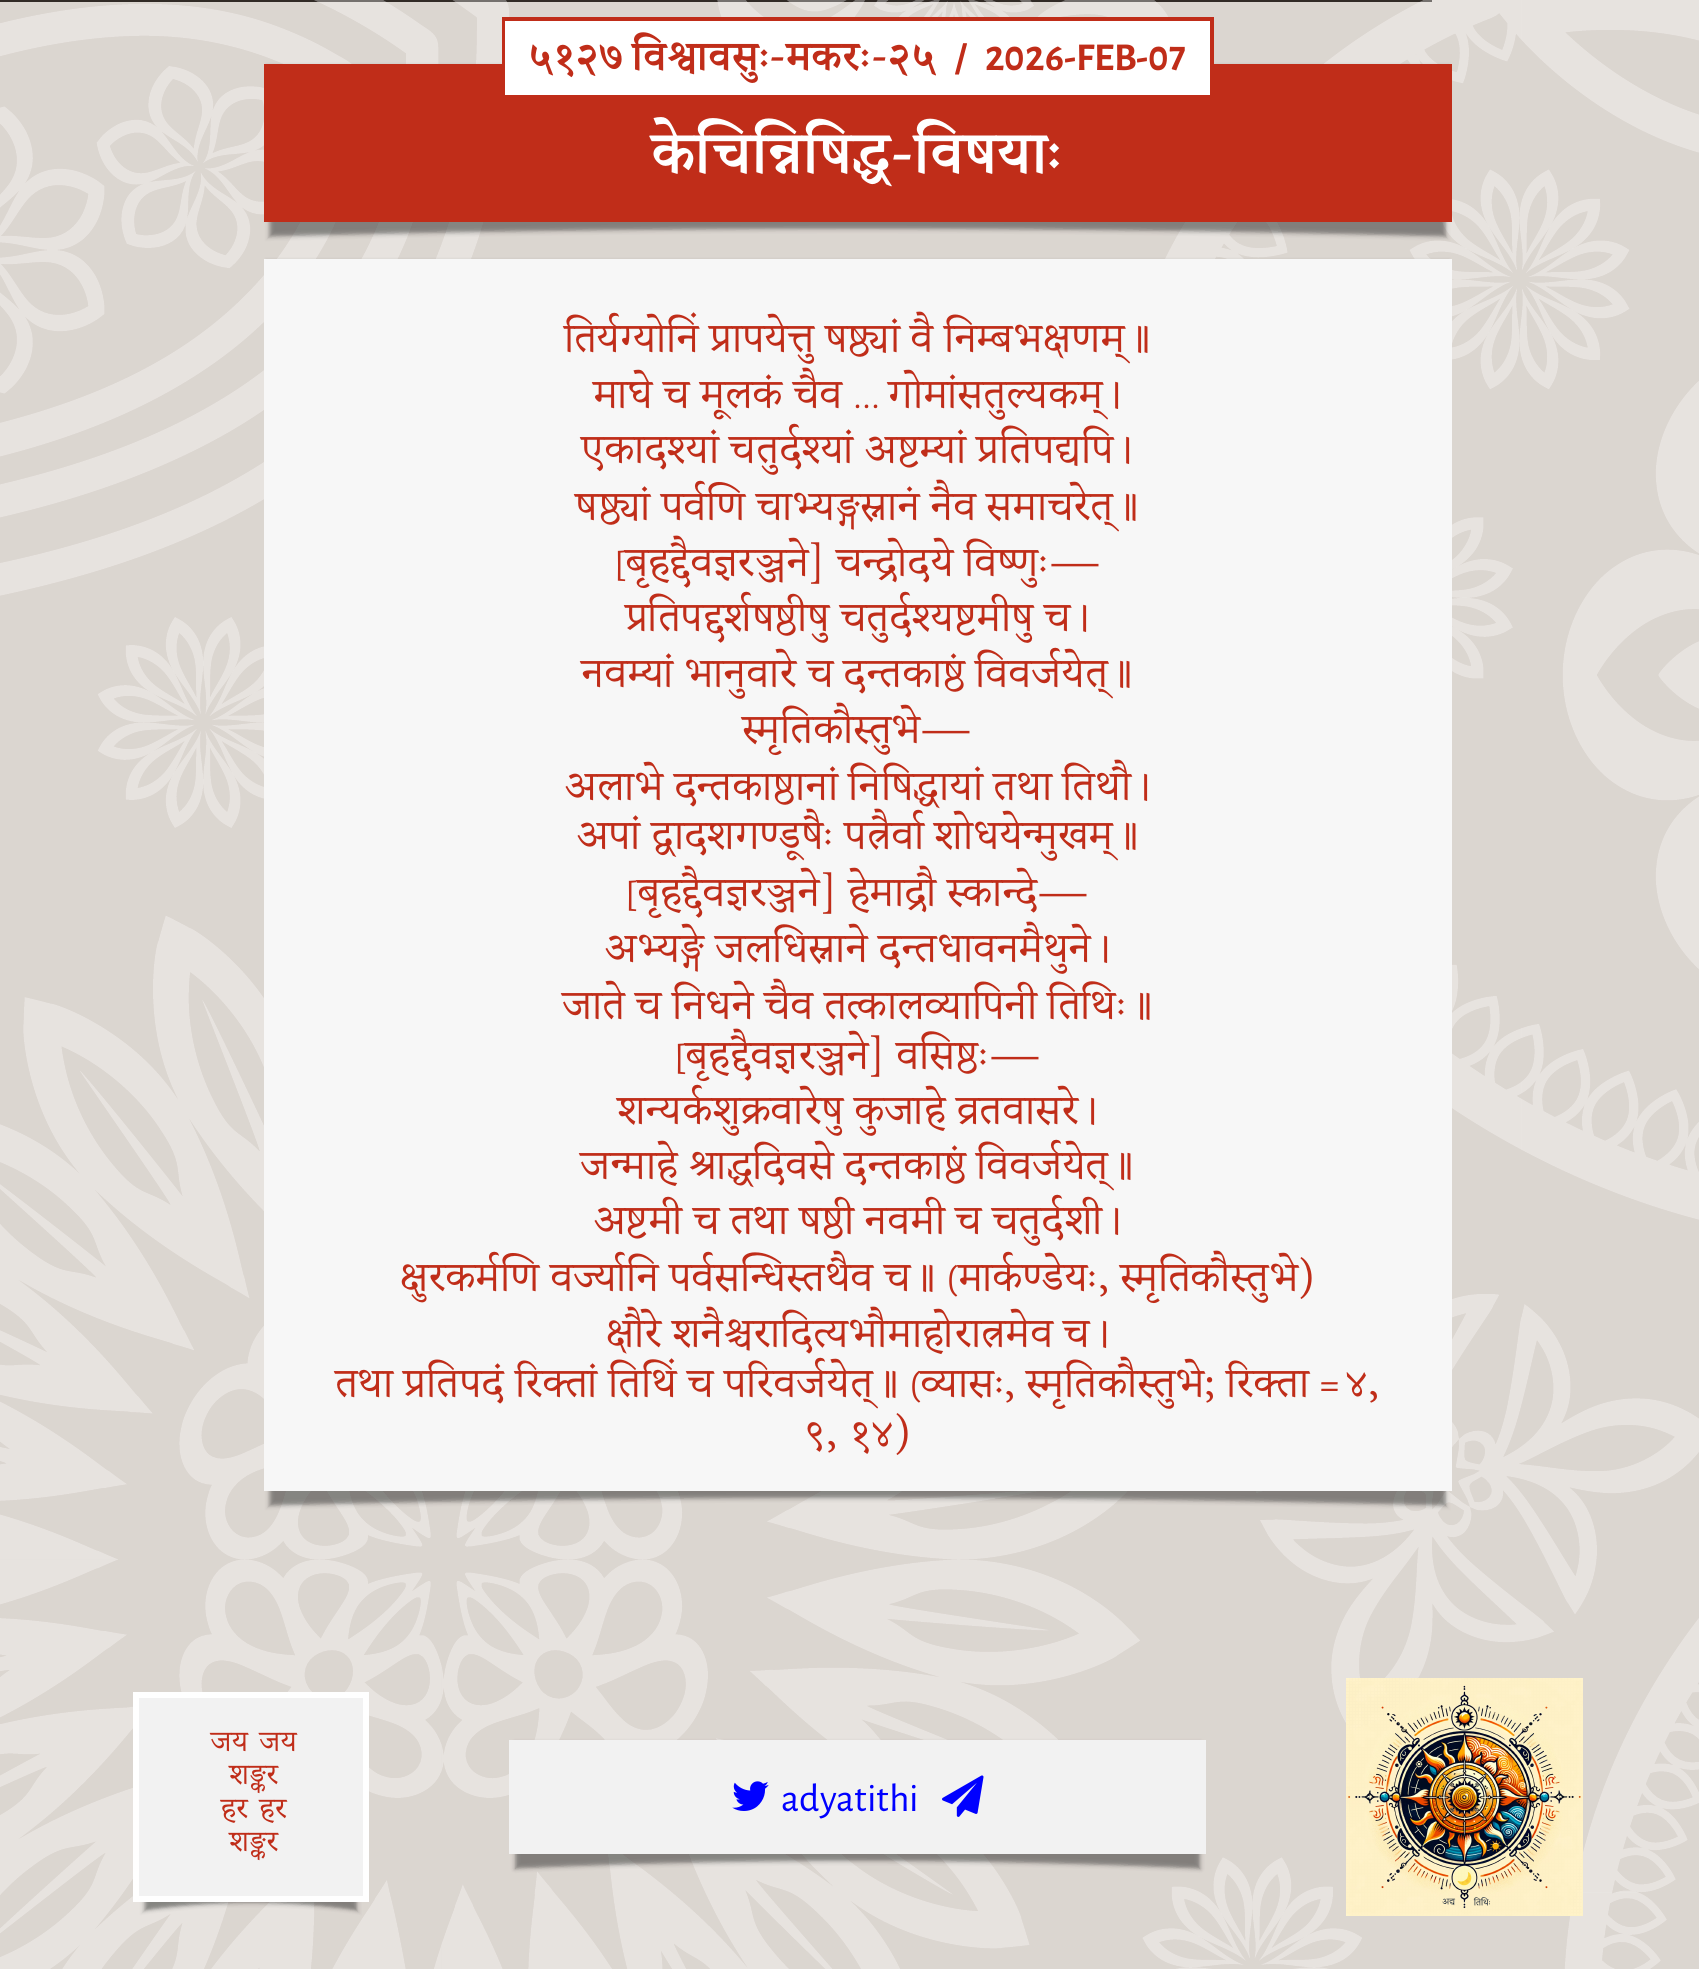 ५१२७ विश्वावसुः-मकरः-२५ / 2026-FEB-07
केचिन्निषिद्ध-विषयाः
तिर्यग्योनिं प्रापयेत्तु षष्ठ्यां वै निम्बभक्षणम्॥
माघे च मूलकं चैव … गोमांसतुल्यकम्।
एकादश्यां चतुर्दश्यां अष्टम्यां प्रतिपद्यपि।
षष्ठ्यां पर्वणि चाभ्यङ्गस्नानं नैव समाचरेत्॥
[बृहद्दैवज्ञरञ्जने] चन्द्रोदये विष्णुः—
प्रतिपद्दर्शषष्ठीषु चतुर्दश्यष्टमीषु च।
नवम्यां भानुवारे च दन्तकाष्ठं विवर्जयेत्॥
स्मृतिकौस्तुभे—
अलाभे दन्तकाष्ठानां निषिद्धायां तथा तिथौ।
अपां द्वादशगण्डूषैः पत्रैर्वा शोधयेन्मुखम्॥
[बृहद्दैवज्ञरञ्जने] हेमाद्रौ स्कान्दे—
अभ्यङ्गे जलधिस्नाने दन्तधावनमैथुने।
जाते च निधने चैव तत्कालव्यापिनी तिथिः॥
[बृहद्दैवज्ञरञ्जने] वसिष्ठः—
शन्यर्कशुक्रवारेषु कुजाहे व्रतवासरे।
जन्माहे श्राद्धदिवसे दन्तकाष्ठं विवर्जयेत्॥
अष्टमी च तथा षष्ठी नवमी च चतुर्दशी।
क्षुरकर्मणि वर्ज्यानि पर्वसन्धिस्तथैव च॥ (मार्कण्डेयः, स्मृतिकौस्तुभे)
क्षौरे शनैश्चरादित्यभौमाहोरात्रमेव च।
तथा प्रतिपदं रिक्तां तिथिं च परिवर्जयेत्॥ (व्यासः, स्मृतिकौस्तुभे; रिक्ता = ४,
९, १४)
जय जय
शङ्कर
हर हर
शङ्कर
adyatithi
अद्य तिथिः